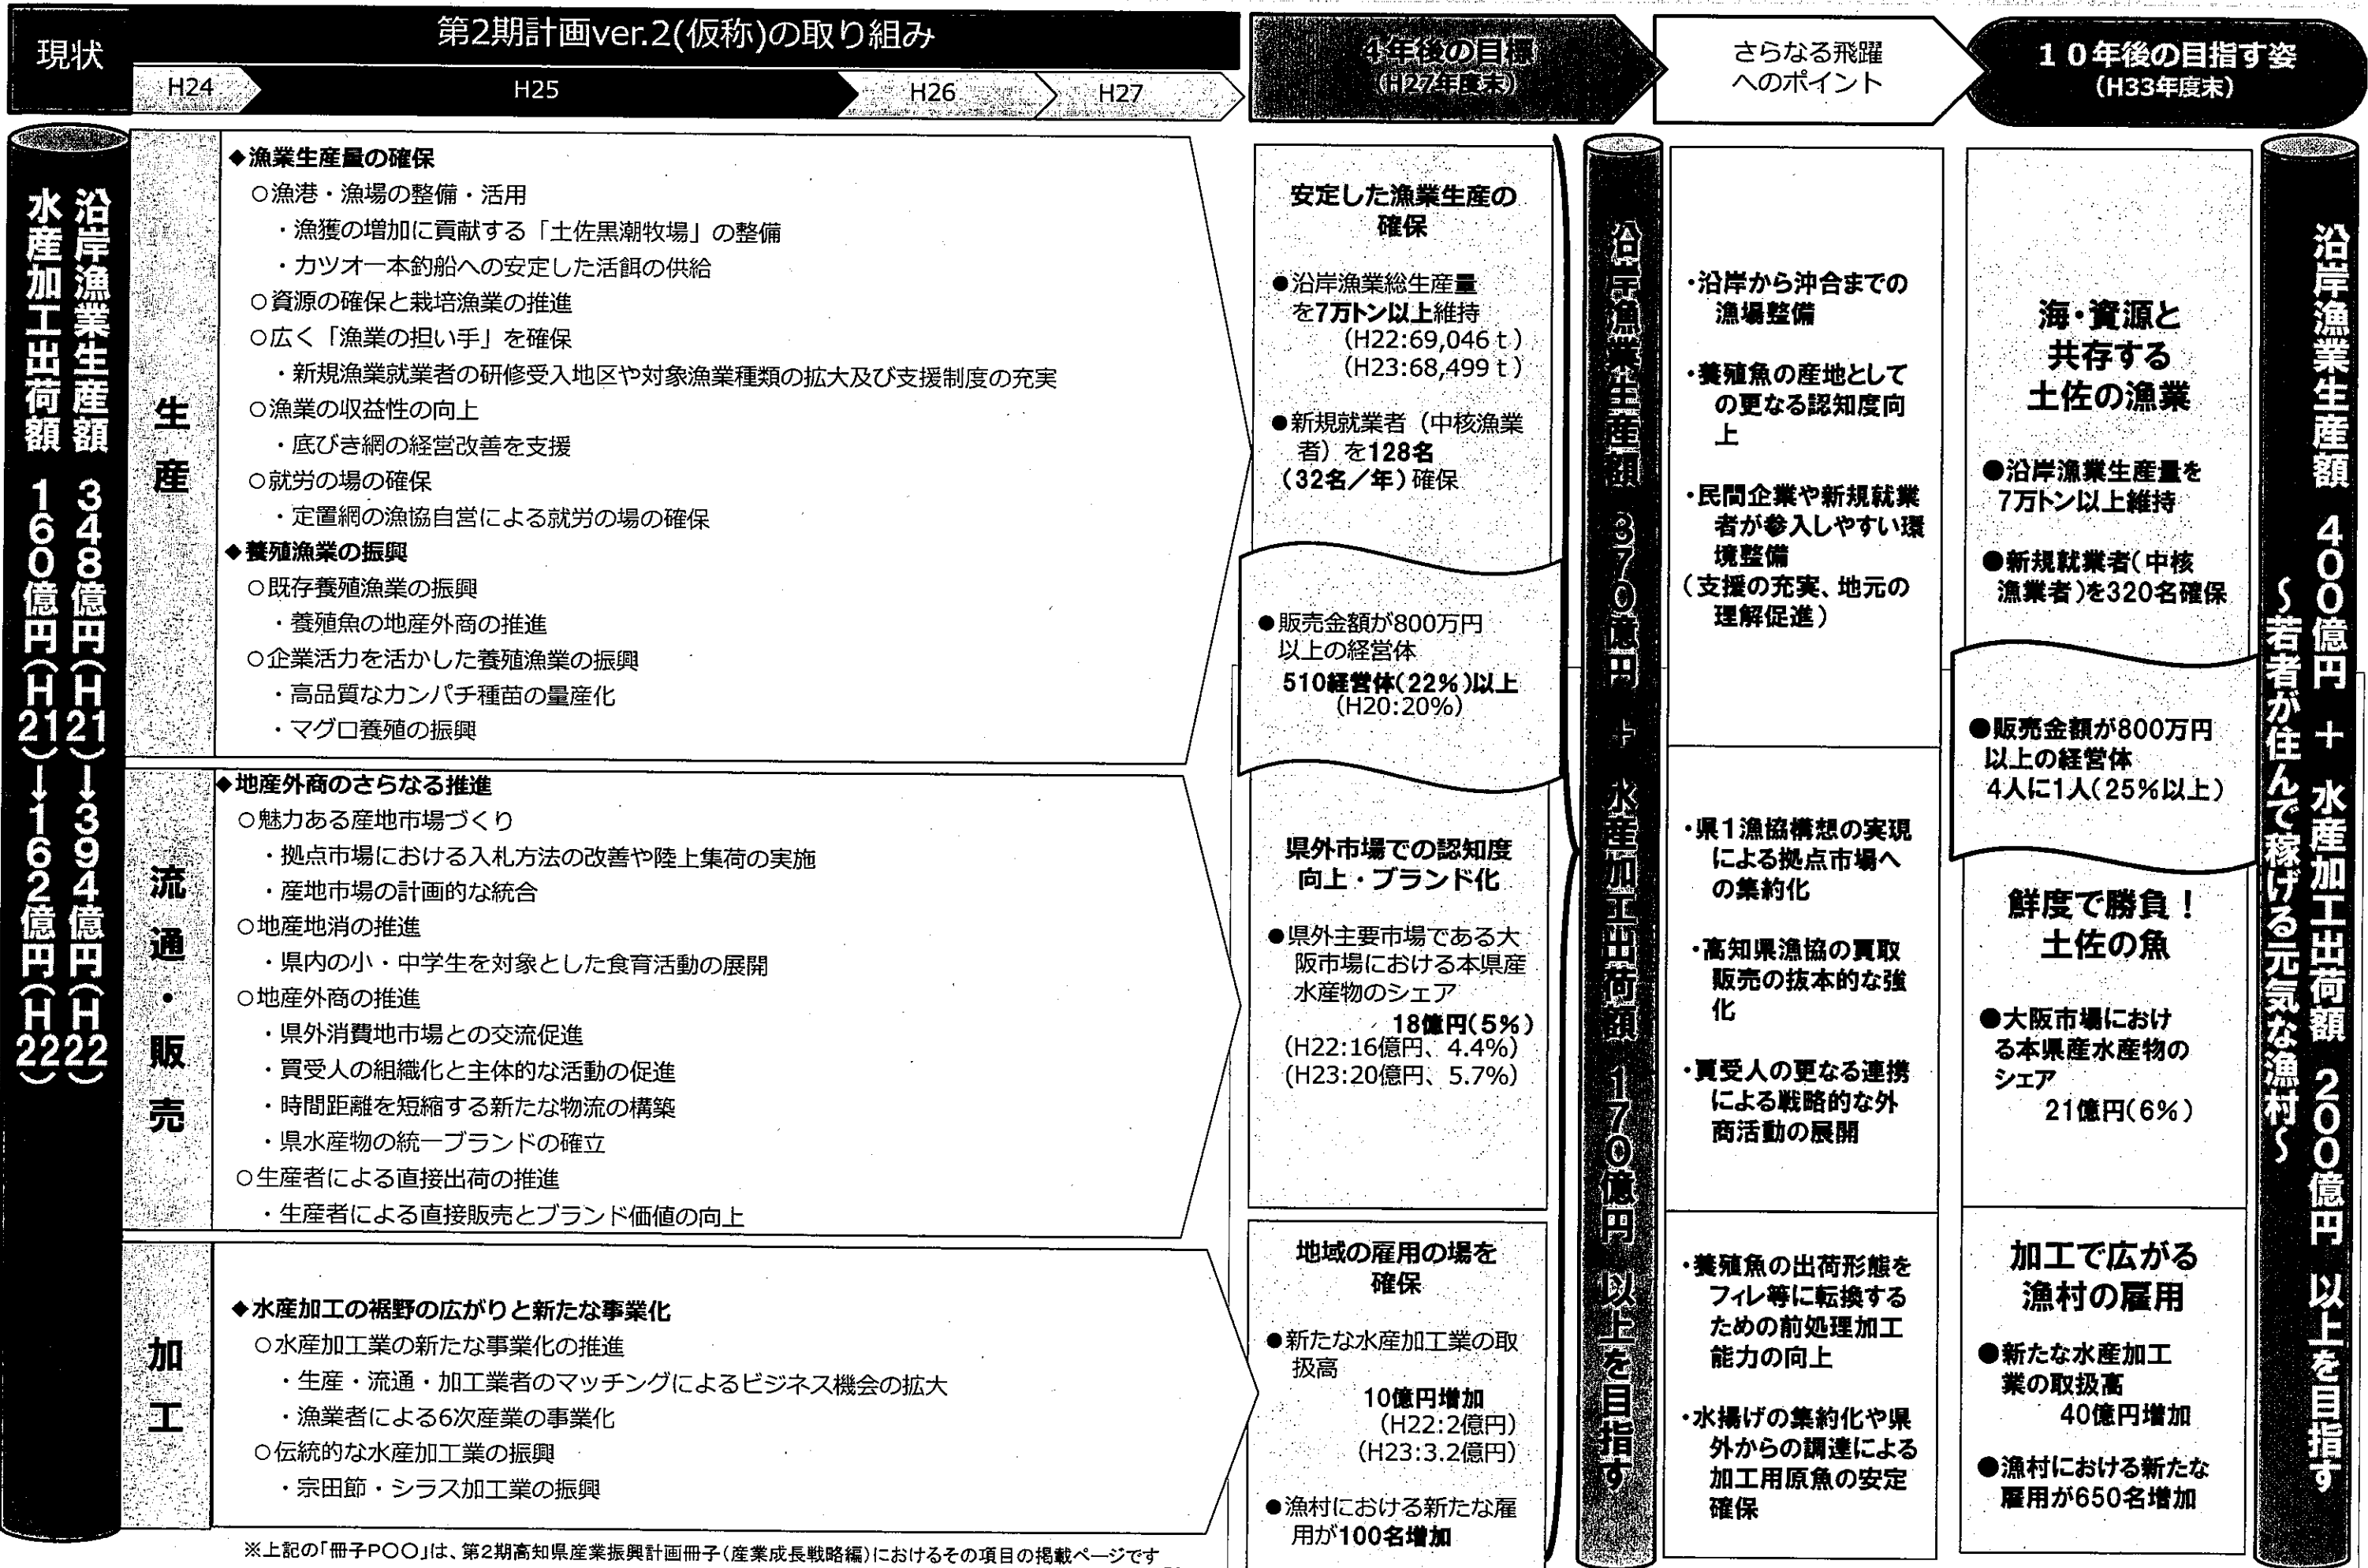 現状
第2期計画ver.2(仮称)の取り組み
H24
H25
H26
H27
4年後の目標
(H27年度末)
さらなる飛躍
へのポイント
10年後の目指す姿
(H33年度末)
沿岸漁業生産額 348億円(H21)→394億円(H22)
水産加工出荷額 160億円(H21)→162億円(H22)
生産
◆漁業生産量の確保
○漁港・漁場の整備・活用
・漁獲の増加に貢献する「土佐黒潮牧場」の整備
・カツオ一本釣船への安定した活餌の供給
○資源の確保と栽培漁業の推進
○広く「漁業の担い手」を確保
・新規漁業就業者の研修受入地区や対象漁業種類の拡大及び支援制度の充実
○漁業の収益性の向上
・底びき網の経営改善を支援
○就労の場の確保
・定置網の漁協自営による就労の場の確保
◆養殖漁業の振興
○既存養殖漁業の振興
・養殖魚の地産外商の推進
○企業活力を活かした養殖漁業の振興
・高品質なカンパチ種苗の量産化
・マグロ養殖の振興
流通・販売
◆地産外商のさらなる推進
○魅力ある産地市場づくり
・拠点市場における入札方法の改善や陸上集荷の実施
・産地市場の計画的な統合
○地産地消の推進
・県内の小・中学生を対象とした食育活動の展開
○地産外商の推進
・県外消費地市場との交流促進
・買受人の組織化と主体的な活動の促進
・時間距離を短縮する新たな物流の構築
・県水産物の統一ブランドの確立
○生産者による直接出荷の推進
・生産者による直接販売とブランド価値の向上
加工
◆水産加工の裾野の広がりと新たな事業化
○水産加工業の新たな事業化の推進
・生産・流通・加工業者のマッチングによるビジネス機会の拡大
・漁業者による6次産業の事業化
○伝統的な水産加工業の振興
・宗田節・シラス加工業の振興
安定した漁業生産の
確保
●沿岸漁業総生産量
を7万トン以上維持
(H22:69,046t)
(H23:68,499t)
●新規就業者(中核漁業
者)を128名
(32名/年)確保
●販売金額が800万円
以上の経営体
510経営体(22%)以上
(H20:20%)
県外市場での認知度
向上・ブランド化
●県外主要市場である大
阪市場における本県産
水産物のシェア
18億円(5%)
(H22:16億円、4.4%)
(H23:20億円、5.7%)
地域の雇用の場を
確保
●新たな水産加工業の取
扱高
10億円増加
(H22:2億円)
(H23:3.2億円)
●漁村における新たな雇
用が100名増加
沿岸漁業生産額 370億円 + 水産加工出荷額 170億円 以上を目指す
・沿岸から沖合までの
漁場整備
・養殖魚の産地として
の更なる認知度向
上
・民間企業や新規就業
者が参入しやすい環
境整備
(支援の充実、地元の
理解促進)
・県1漁協構想の実現
による拠点市場へ
の集約化
・高知県漁協の買取
販売の抜本的な強
化
・買受人の更なる連携
による戦略的な外
商活動の展開
・養殖魚の出荷形態を
フィレ等に転換する
ための前処理加工
能力の向上
・水揚げの集約化や県
外からの調達による
加工用原魚の安定
確保
海・資源と
共存する
土佐の漁業
●沿岸漁業生産量を
7万トン以上維持
●新規就業者(中核
漁業者)を320名確保
●販売金額が800万円
以上の経営体
4人に1人(25%以上)
鮮度で勝負!
土佐の魚
●大阪市場におけ
る本県産水産物の
シェア
21億円(6%)
加工で広がる
漁村の雇用
●新たな水産加工
業の取扱高
40億円増加
●漁村における新たな
雇用が650名増加
沿岸漁業生産額 400億円 + 水産加工出荷額 200億円 以上を目指す
~若者が住んで稼げる元気な漁村~
※上記の「冊子P○○」は、第2期高知県産業振興計画冊子(産業成長戦略編)におけるその項目の掲載ページです